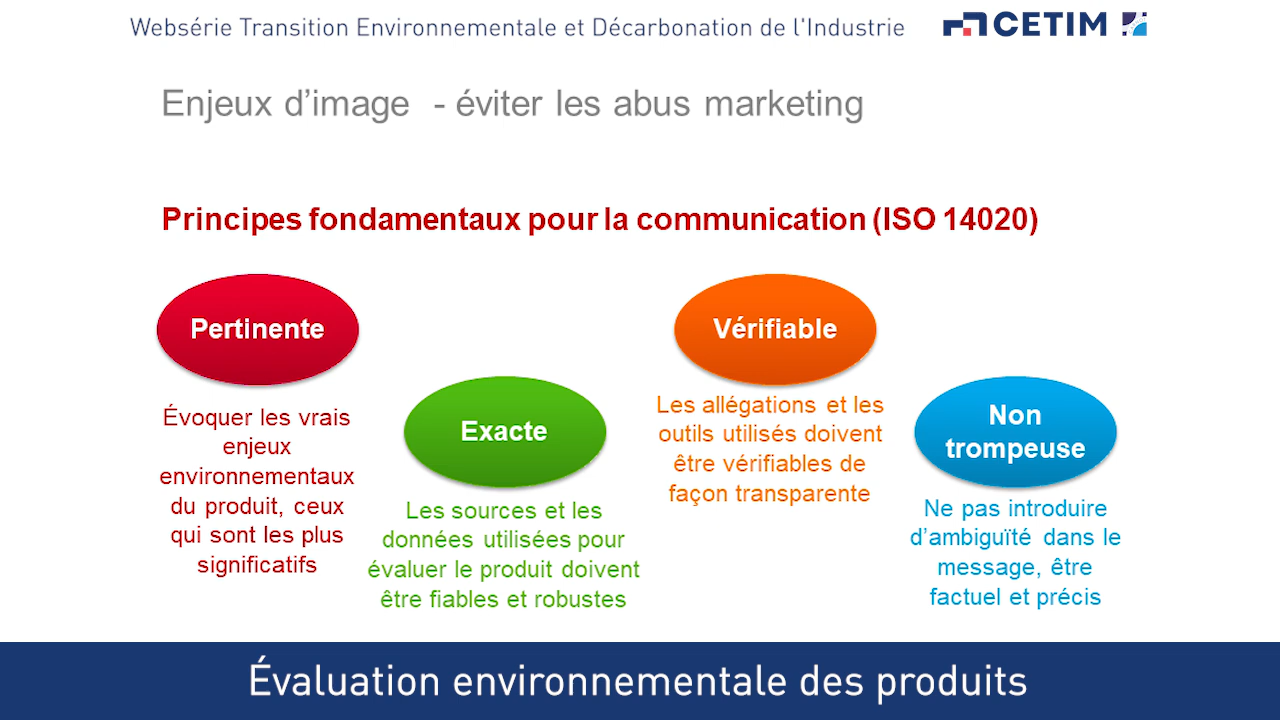 Websérie Transition Environnementale et Décarbonation de l'Industrie
CETIM
Enjeux d’image - éviter les abus marketing
Principes fondamentaux pour la communication (ISO 14020)
Pertinente
Évoquer les vrais
enjeux
environnementaux
du produit, ceux
qui sont les plus
significatifs
Exacte
Les sources et les
données utilisées pour
évaluer le produit doivent
être fiables et robustes
Vérifiable
Les allégations et les
outils utilisés doivent
être vérifiables de
façon transparente
Non
trompeuse
Ne pas introduire
d’ambiguïté dans le
message, être
factuel et précis
Évaluation environnementale des produits